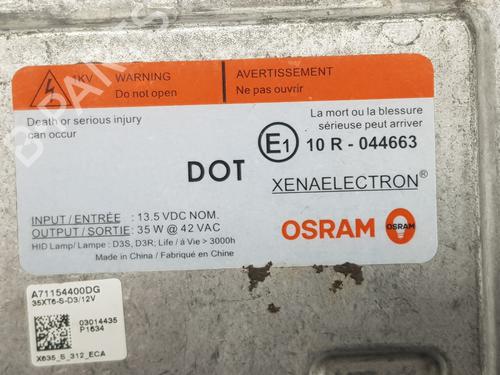 4KV WARNING
Do not open
AVERTISSEMENT
Ne pas ouvrir
Death or serious injury
can occur
La mort ou la blessure
sérieuse peut arriver
E1 10 R - 044663
DOT
XENAELECTRON®
INPUT / ENTRÉE : 13.5 VDC NOM.
OUTPUT / SORTIE : 35 W @ 42 VAC
HID Lamp/ Lampe : D3S, D3R; Life / à Vie > 3000h
Made in China / Fabriqué en Chine
OSRAM OSRAM
A71154400DG
35XT6-S-D3/12V
03014435
P1634
X635_S_312_ECA